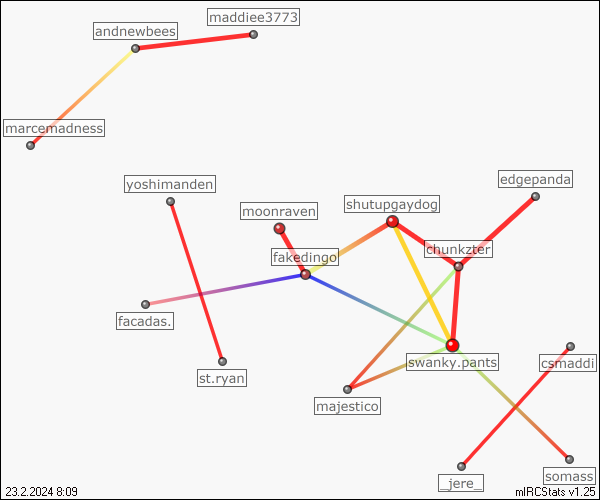 maddiee3773
andnewbees
marcemadness
edgepanda
yoshimanden
shutupgaydog
moonraven
chunkzter
fakedingo
facadas.
swanky.pants
csmaddi
st.ryan
majestico
somass
_jere_
23.2.2024 8:09
mIRCStats v1.25